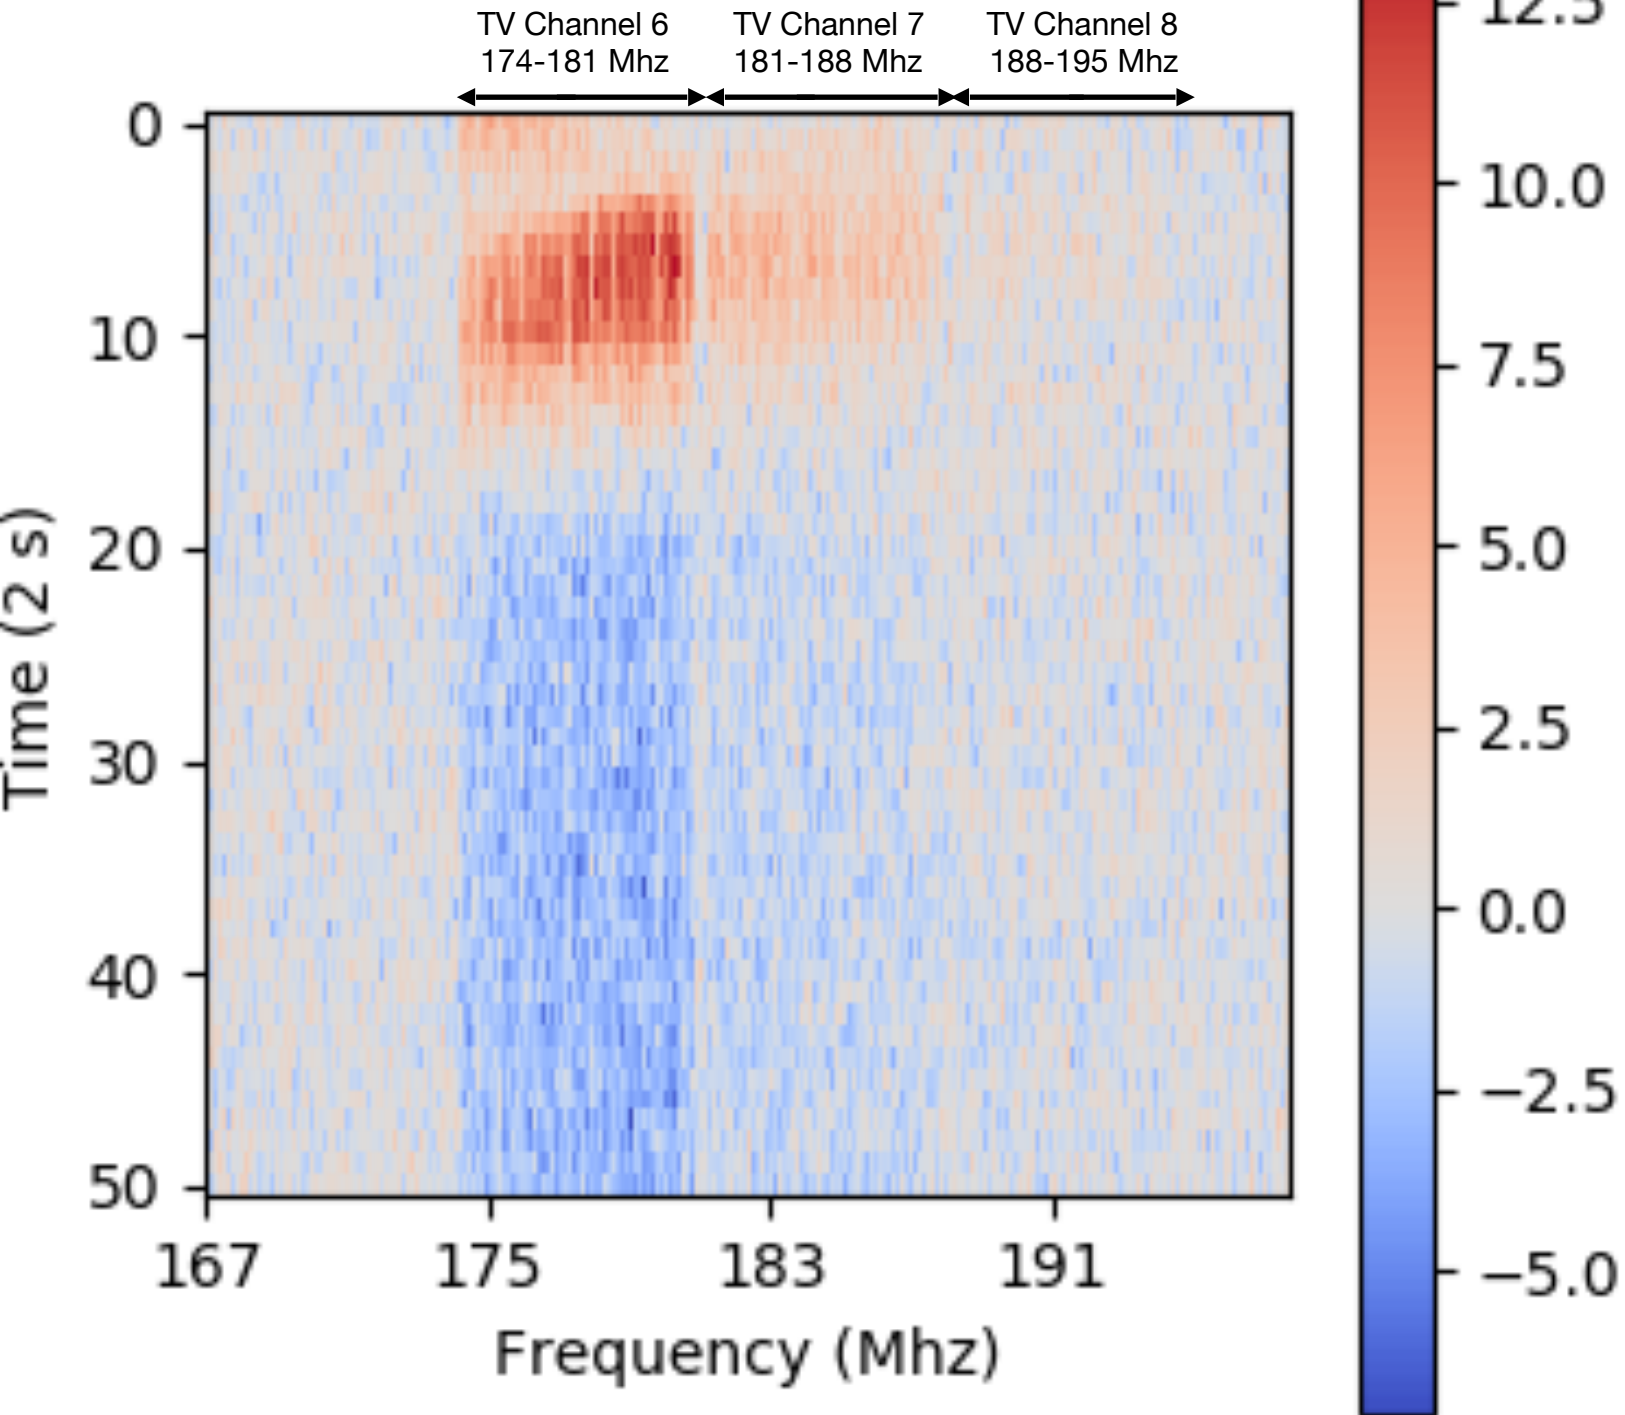 TV Channel 6 TV Channel 7 TV Channel 8
174-181 Mhz 181-188 Mhz 188-195 Mhz
12.5
0
10.0
10
7.5
20
5.0
30
2.5
40
0.0
50
−2.5
−5.0
Time (2 s)
167 175 183 191
Frequency (Mhz)